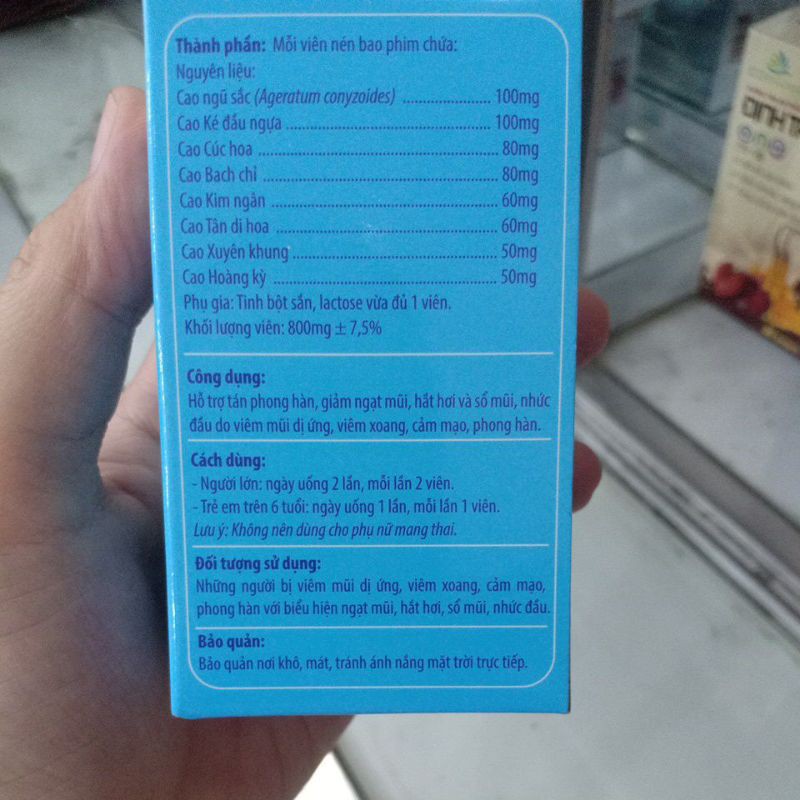 Thành phần: Mỗi viên nén bao phim chứa:
Nguyên liệu:
Cao ngũ sắc (Ageratum conyzoides) ...................... 100mg
Cao Ké đầu ngựa .................................................. 100mg
Cao Cúc hoa .......................................................... 80mg
Cao Bạch chỉ ......................................................... 80mg
Cao Kim ngân ....................................................... 60mg
Cao Tân di hoa ...................................................... 60mg
Cao Xuyên khung .................................................. 50mg
Cao Hoàng kỳ ....................................................... 50mg
Phụ gia: Tinh bột sắn, lactose vừa đủ 1 viên.
Khối lượng viên: 800mg ± 7,5%
Công dụng:
Hỗ trợ tán phong hàn, giảm ngạt mũi, hắt hơi và sổ mũi, nhức
đầu do viêm mũi dị ứng, viêm xoang, cảm mạo, phong hàn.
Cách dùng:
- Người lớn: ngày uống 2 lần, mỗi lần 2 viên.
- Trẻ em trên 6 tuổi: ngày uống 1 lần, mỗi lần 1 viên.
Lưu ý: Không nên dùng cho phụ nữ mang thai.
Đối tượng sử dụng:
Những người bị viêm mũi dị ứng, viêm xoang, cảm mạo,
phong hàn với biểu hiện ngạt mũi, hắt hơi, sổ mũi, nhức đầu.
Bảo quản:
Bảo quản nơi khô, mát, tránh ánh nắng mặt trời trực tiếp.